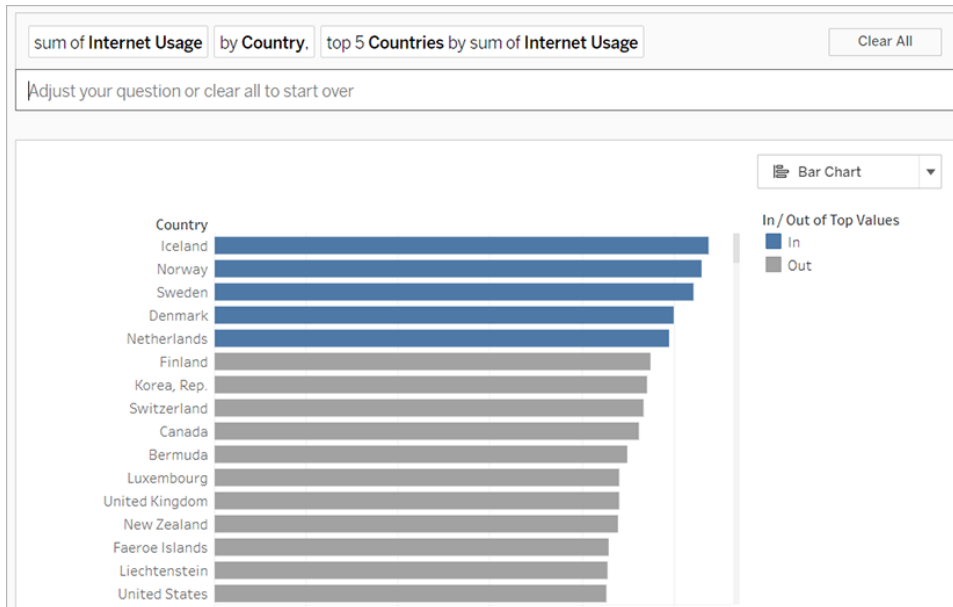 sum of Internet Usage by Country, top 5 Countries by sum of Internet Usage Clear All
Adjust your question or clear all to start over
Bar Chart
In / Out of Top Values
In
Out
Country
Iceland
Norway
Sweden
Denmark
Netherlands
Finland
Korea, Rep.
Switzerland
Canada
Bermuda
Luxembourg
United Kingdom
New Zealand
Faeroe Islands
Liechtenstein
United States